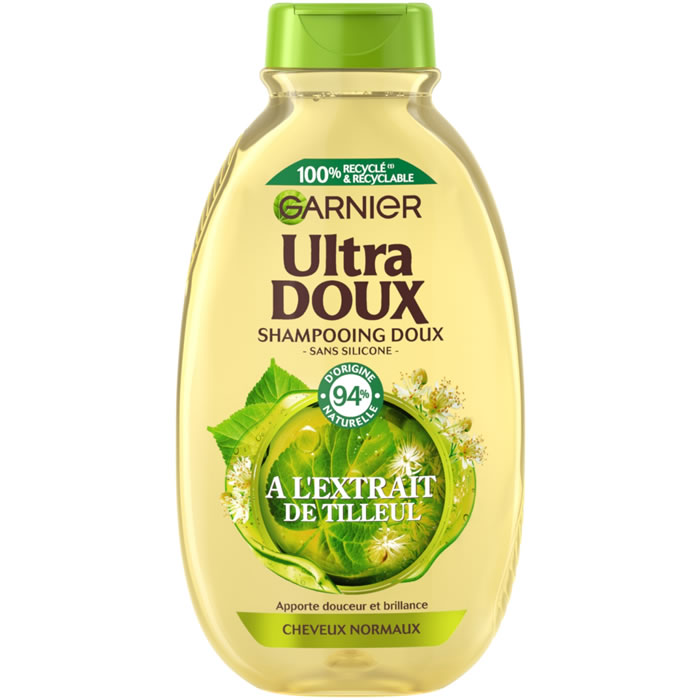 100% RECYCLÉ (1)
& RECYCLABLE
GARNIER
Ultra
DOUX
SHAMPOOING DOUX
- SANS SILICONE -
D'ORIGINE
94%
NATURELLE
A L'EXTRAIT
DE TILLEUL
Apporte douceur et brillance
CHEVEUX NORMAUX